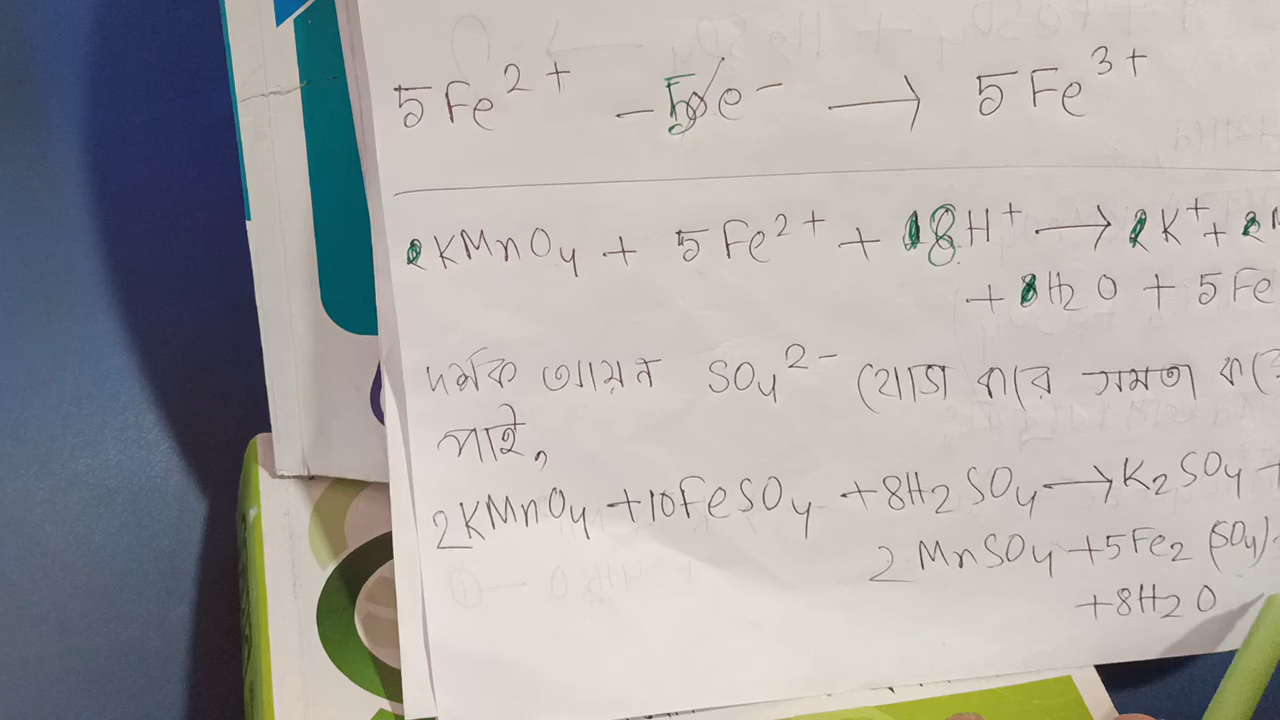 5Fe²⁺ - 5e⁻ ⟶ 5Fe³⁺
2KMnO₄ + 5Fe²⁺ + 8H⁺ ⟶ 2K⁺ + 2
+ 8H₂O + 5Fe
দর্শক আয়ন SO₄²⁻ যোগ করে সমতা
পাই,
2KMnO₄ + 10FeSO₄ + 8H₂SO₄ ⟶ K₂SO₄ +
2MnSO₄ + 5Fe₂(SO₄)
+ 8H₂O